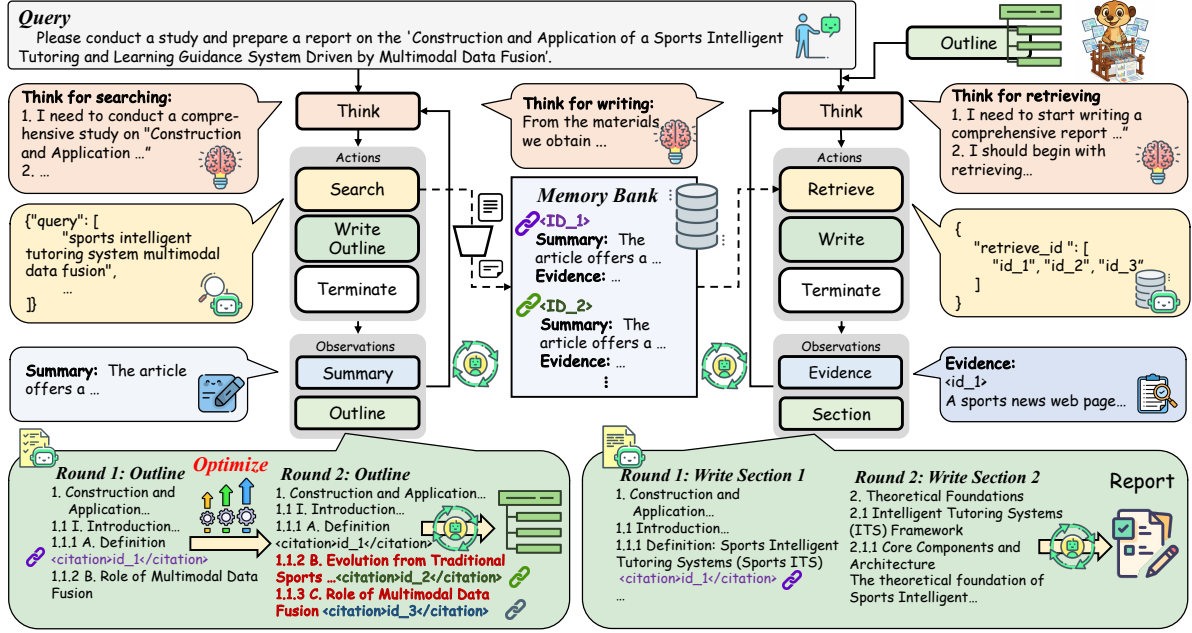 Query
Please conduct a study and prepare a report on the 'Construction and Application of a Sports Intelligent
Tutoring and Learning Guidance System Driven by Multimodal Data Fusion'.
Outline
Think for searching:
1. I need to conduct a compre-
hensive study on "Construction
and Application ..."
2. ...
Think
Actions
Search
Write
Outline
Terminate
Observations
Summary
Outline
{"query": [
"sports intelligent
tutoring system multimodal
data fusion",
...
]}
Summary: The article
offers a ...
Think for writing:
From the materials
we obtain ...
Memory Bank
<ID_1>
Summary: The
article offers a ...
Evidence: ...
<ID_2>
Summary: The
article offers a ...
Evidence: ...
⋮
Think
Actions
Retrieve
Write
Terminate
Observations
Evidence
Section
Think for retrieving
1. I need to start writing a
comprehensive report ..."
2. I should begin with
retrieving...
{
"retrieve_id ": [
"id_1", "id_2", "id_3"
]
}
Evidence:
<id_1>
A sports news web page...
Round 1: Outline
1. Construction and
Application...
1.1 I. Introduction...
1.1.1 A. Definition
<citation>id_1</citation>
1.1.2 B. Role of Multimodal Data
Fusion
Optimize
Round 2: Outline
1. Construction and Application...
1.1 I. Introduction...
1.1.1 A. Definition
<citation>id_1</citation>
1.1.2 B. Evolution from Traditional
Sports ...<citation>id_2</citation>
1.1.3 C. Role of Multimodal Data
Fusion <citation>id_3</citation>
Round 1: Write Section 1
1. Construction and
Application...
1.1 Introduction...
1.1.1 Definition: Sports Intelligent
Tutoring Systems (Sports ITS)
<citation>id_1</citation>
...
Round 2: Write Section 2
2. Theoretical Foundations
2.1 Intelligent Tutoring Systems
(ITS) Framework
2.1.1 Core Components and
Architecture
The theoretical foundation of
Sports Intelligent...
Report